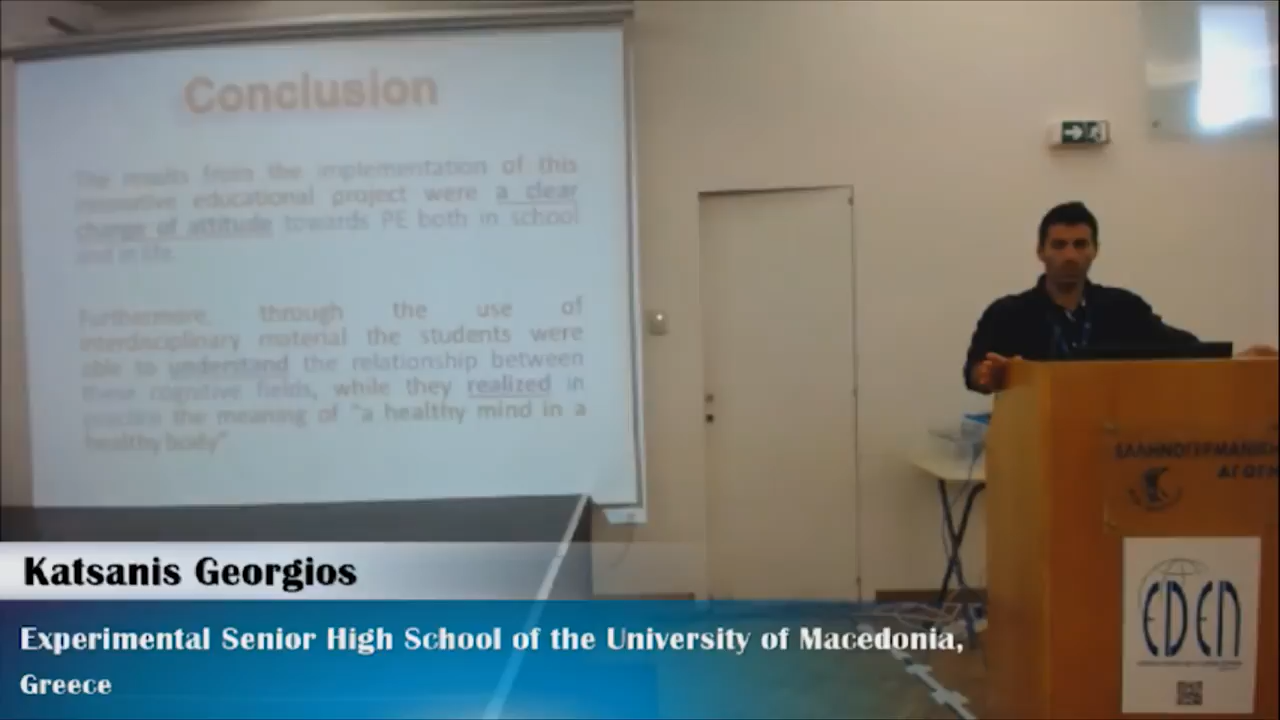 Conclusion
The results from the implementation of this
innovative educational project were a clear
change of attitude towards PE both in school
and in life
Furthermore, through the use of
interdisciplinary material the students were
able to understand the relationship between
these cognitive fields, while they realized in
practice the meaning of "a healthy mind in a
healthy body"
ΕΛΛΗΝΟΓΕΡΜΑΝΙΚΗ
ΑΓΩΓΗ
EDEN
Katsanis Georgios
Experimental Senior High School of the University of Macedonia,
Greece